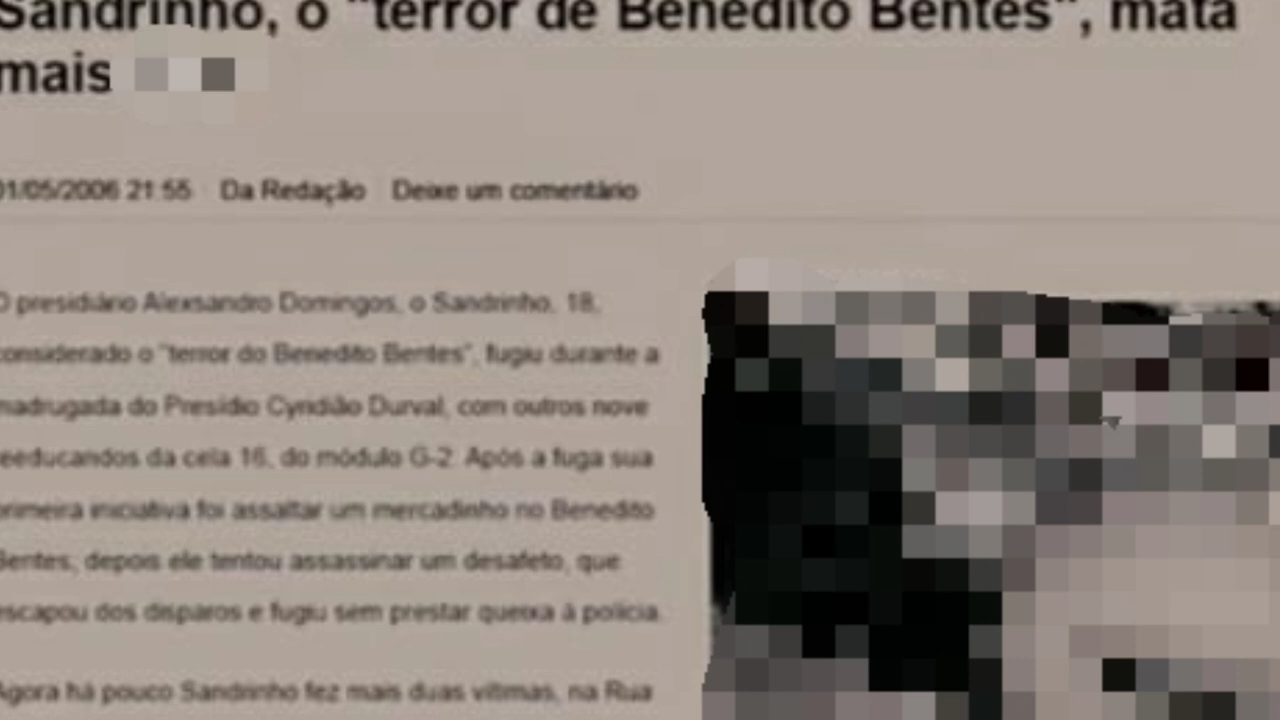 Sandrinho, o "terror de Benedito Bentes", mata
mais
01/05/2006 21:55 Da Redação Deixe um comentário
O presidiário Alexsandro Domingos, o Sandrinho, 18,
considerado o "terror do Benedito Bentes", fugiu durante a
madrugada do Presídio Cyridião Durval, com outros nove
reeducandos da cela 16, do módulo G-2. Após a fuga sua
primeira iniciativa foi assaltar um mercadinho no Benedito
Bentes, depois ele tentou assassinar um desafeto, que
escapou dos disparos e fugiu sem prestar queixa à polícia.
Agora há pouco Sandrinho fez mais duas vítimas, na Rua